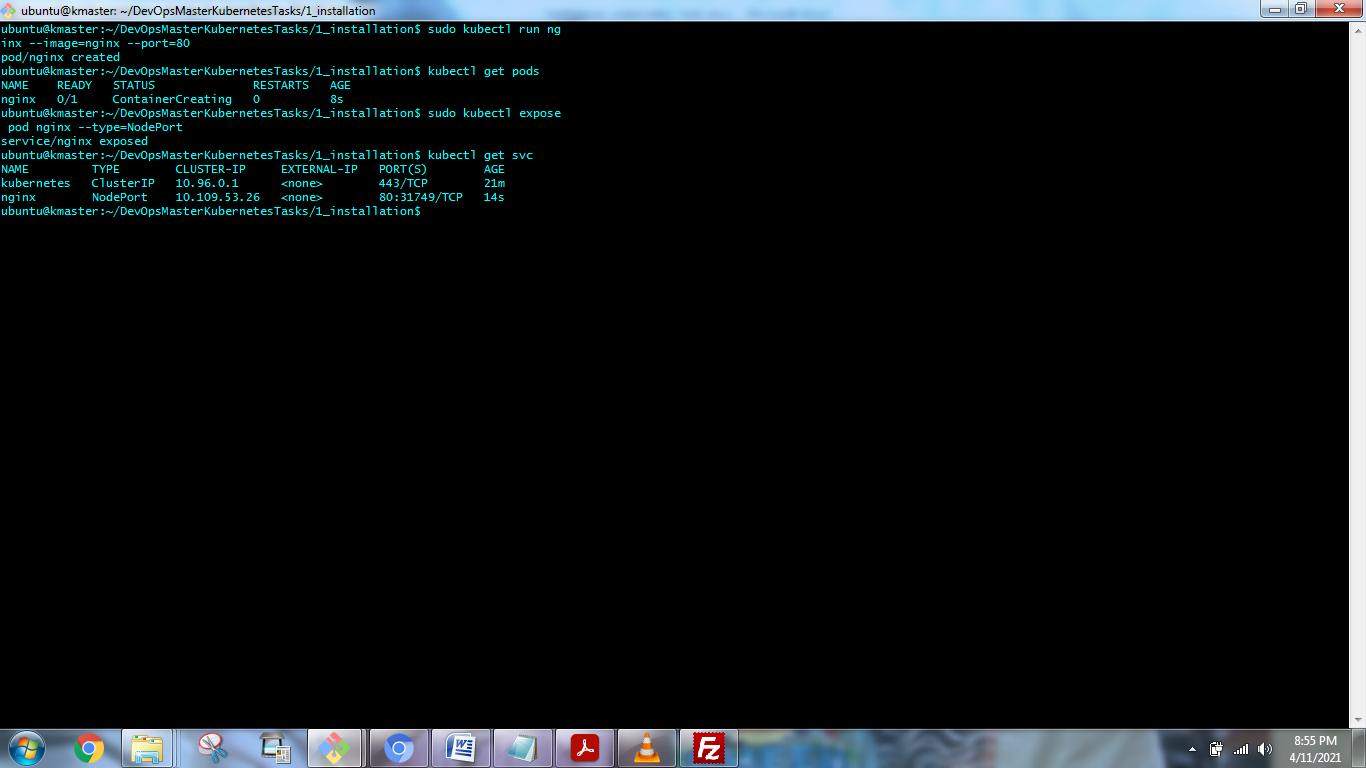 ubuntu@kmaster: ~/DevOpsMasterKubernetesTasks/1_installation
ubuntu@kmaster:~/DevOpsMasterKubernetesTasks/1_installation$ sudo kubectl run ng
inx --image=nginx --port=80
pod/nginx created
ubuntu@kmaster:~/DevOpsMasterKubernetesTasks/1_installation$ kubectl get pods
NAME    READY   STATUS              RESTARTS   AGE
nginx   0/1     ContainerCreating   0          8s
ubuntu@kmaster:~/DevOpsMasterKubernetesTasks/1_installation$ sudo kubectl expose
 pod nginx --type=NodePort
service/nginx exposed
ubuntu@kmaster:~/DevOpsMasterKubernetesTasks/1_installation$ kubectl get svc
NAME         TYPE        CLUSTER-IP     EXTERNAL-IP   PORT(S)        AGE
kubernetes   ClusterIP   10.96.0.1      <none>        443/TCP        21m
nginx        NodePort    10.109.53.26   <none>        80:31749/TCP   14s
ubuntu@kmaster:~/DevOpsMasterKubernetesTasks/1_installation$
W
Fz
8:55 PM
4/11/2021